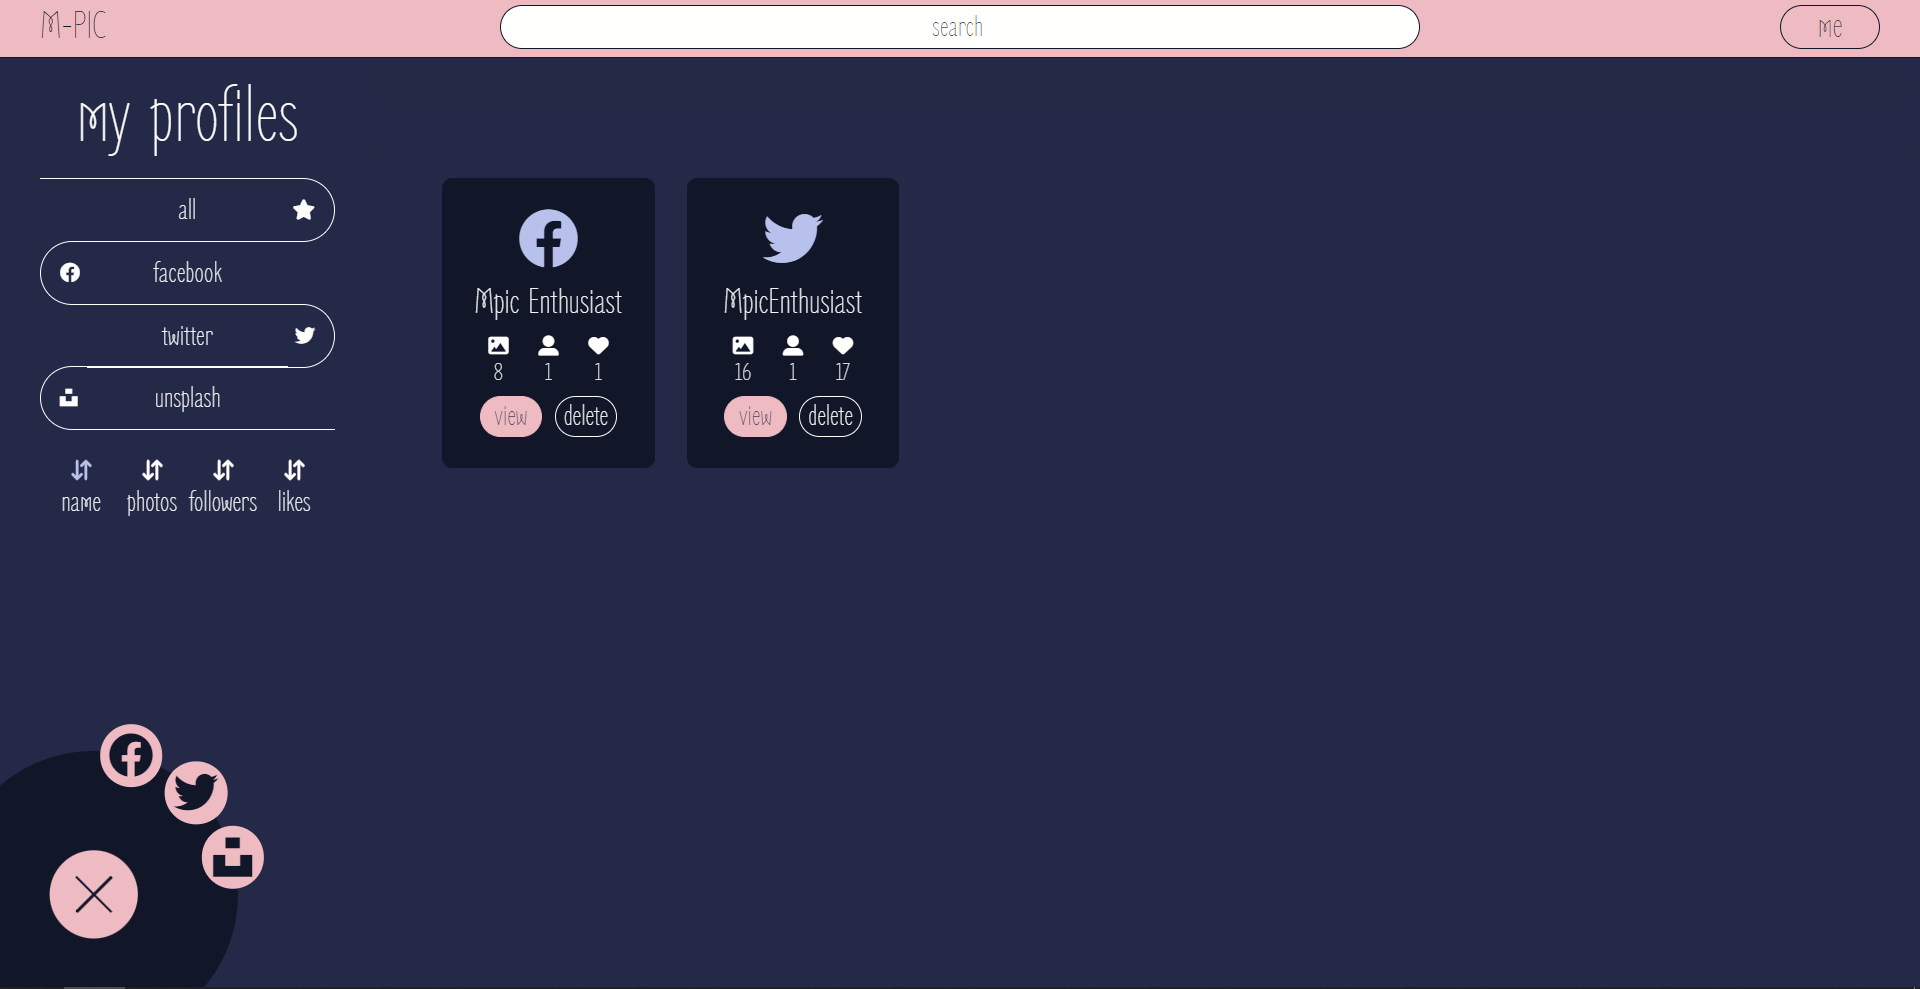 M-PIC
search
me
my profiles
all
facebook
twitter
unsplash
name photos followers likes
Mpic Enthusiast
8 1 1
view delete
MpicEnthusiast
16 1 17
view delete